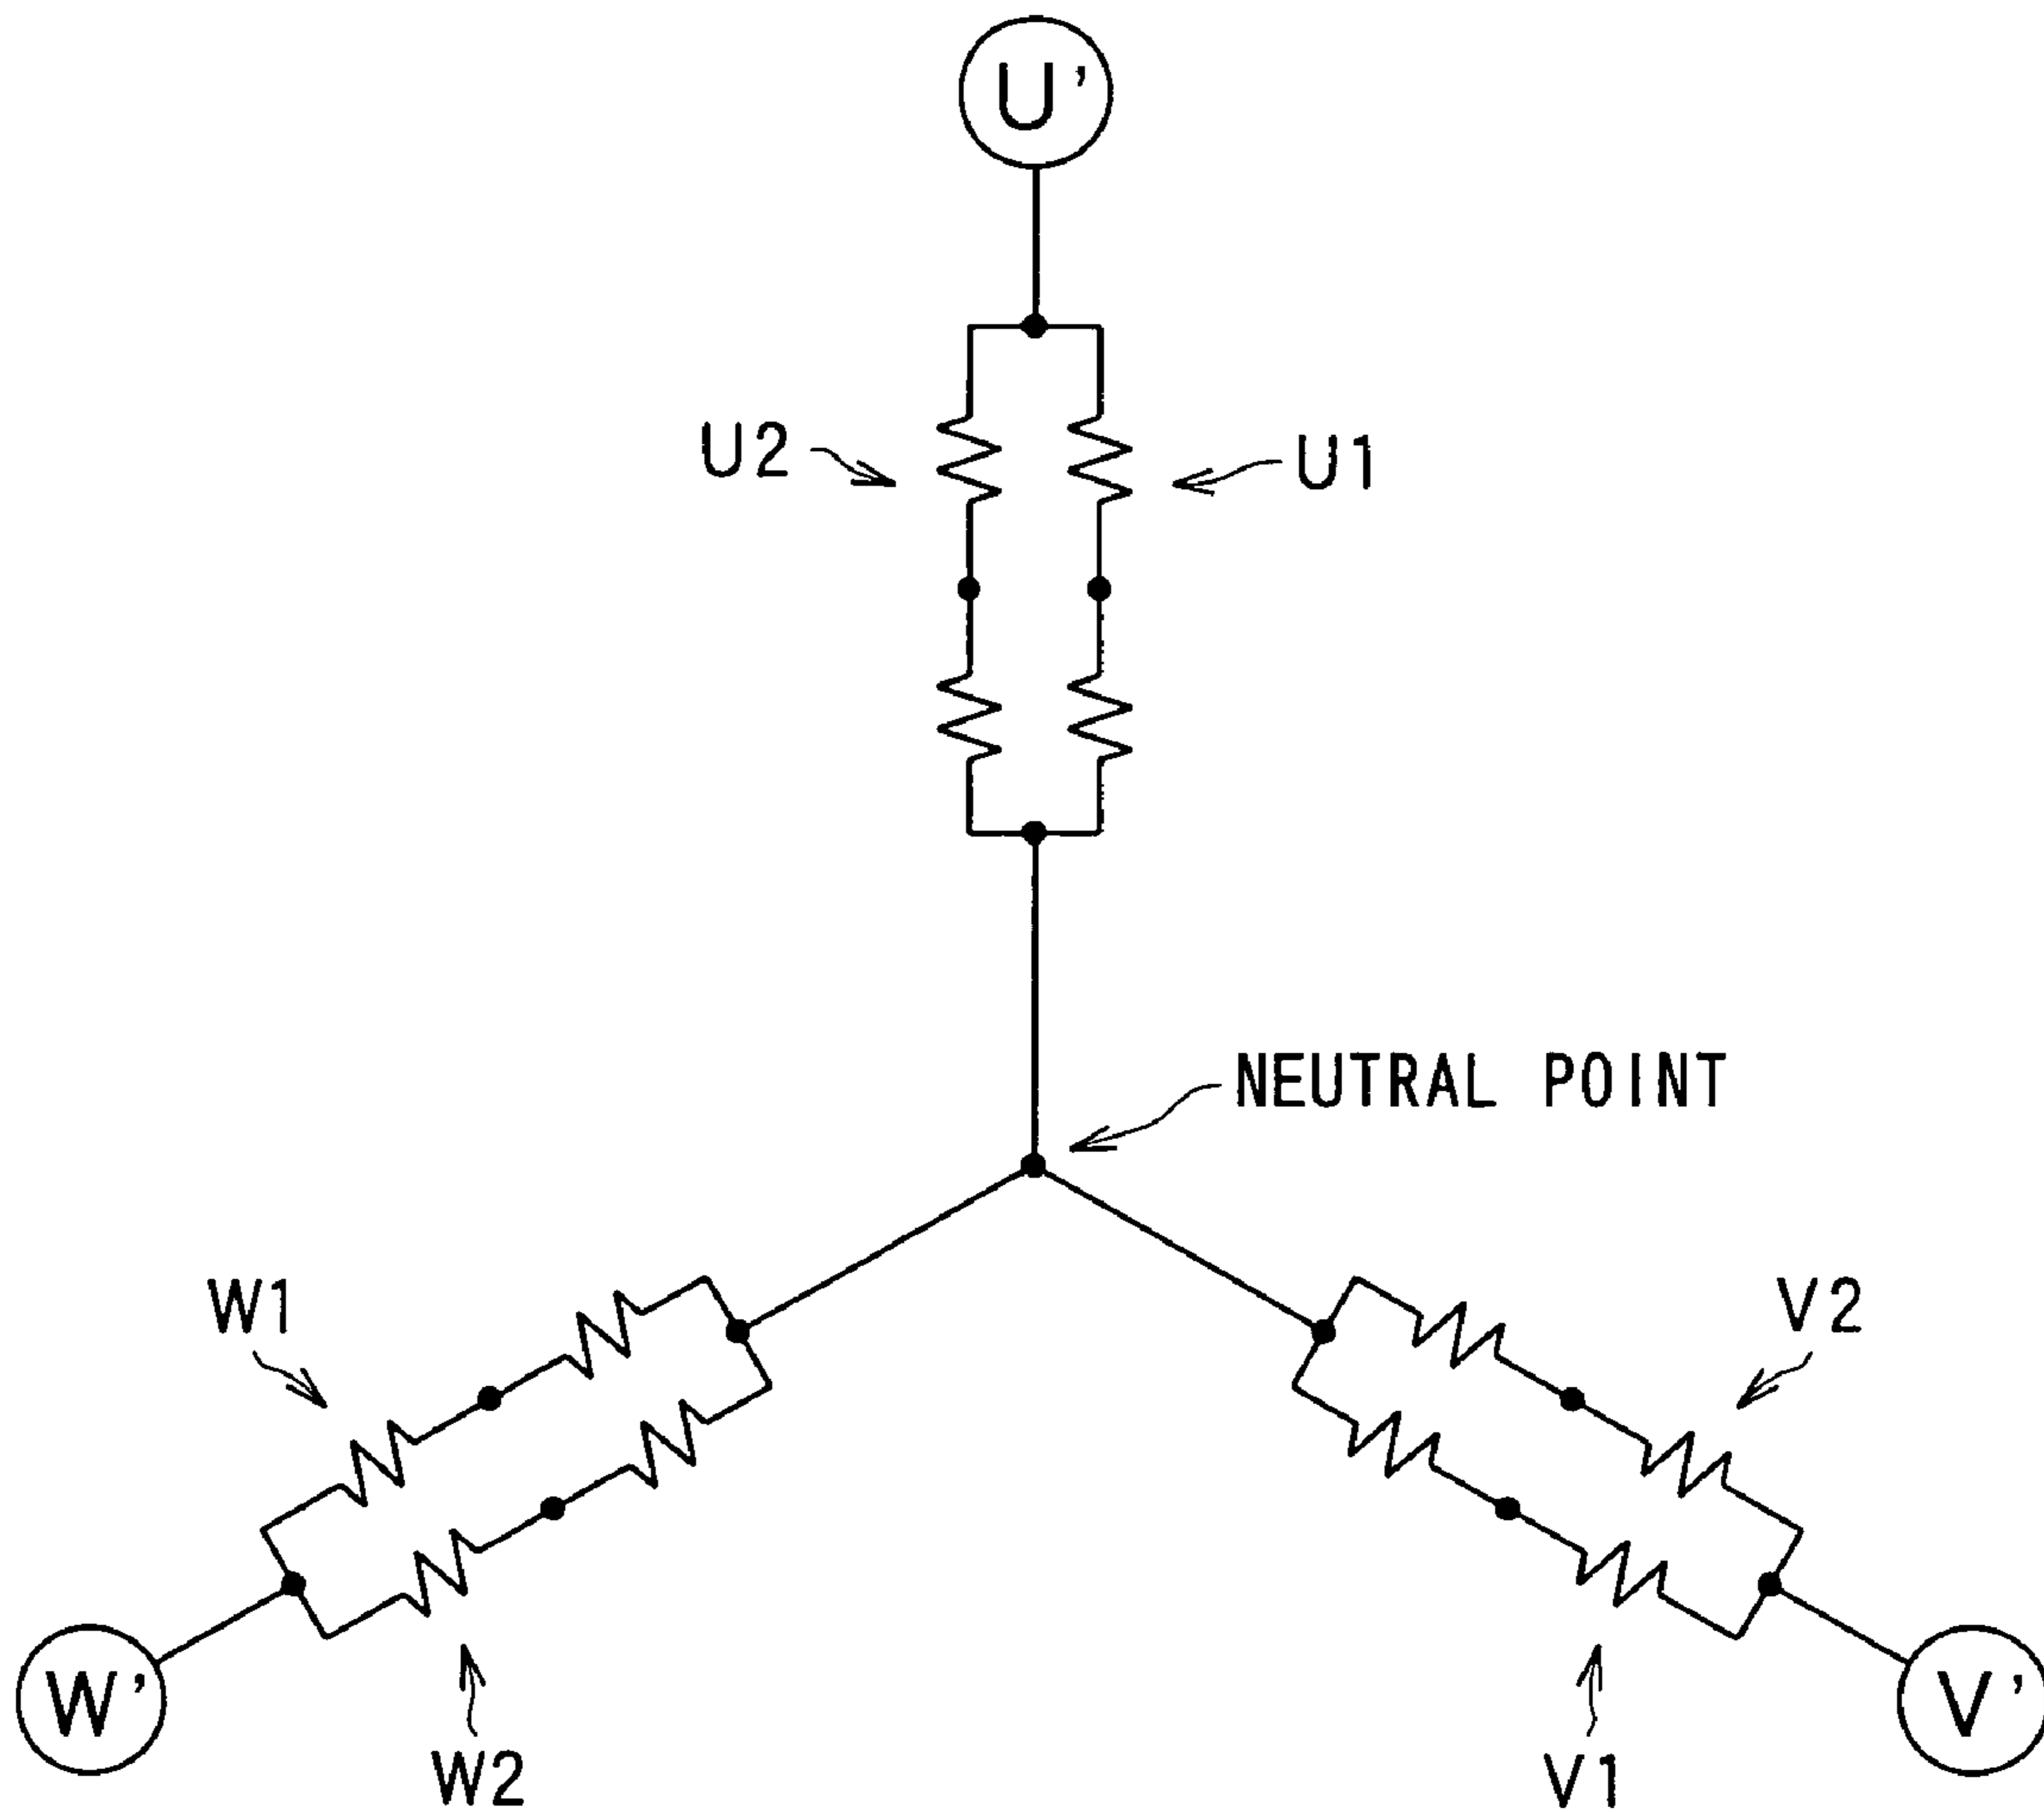 U'
U2
U1
NEUTRAL POINT
W1
V2
W'
V'
W2
V1